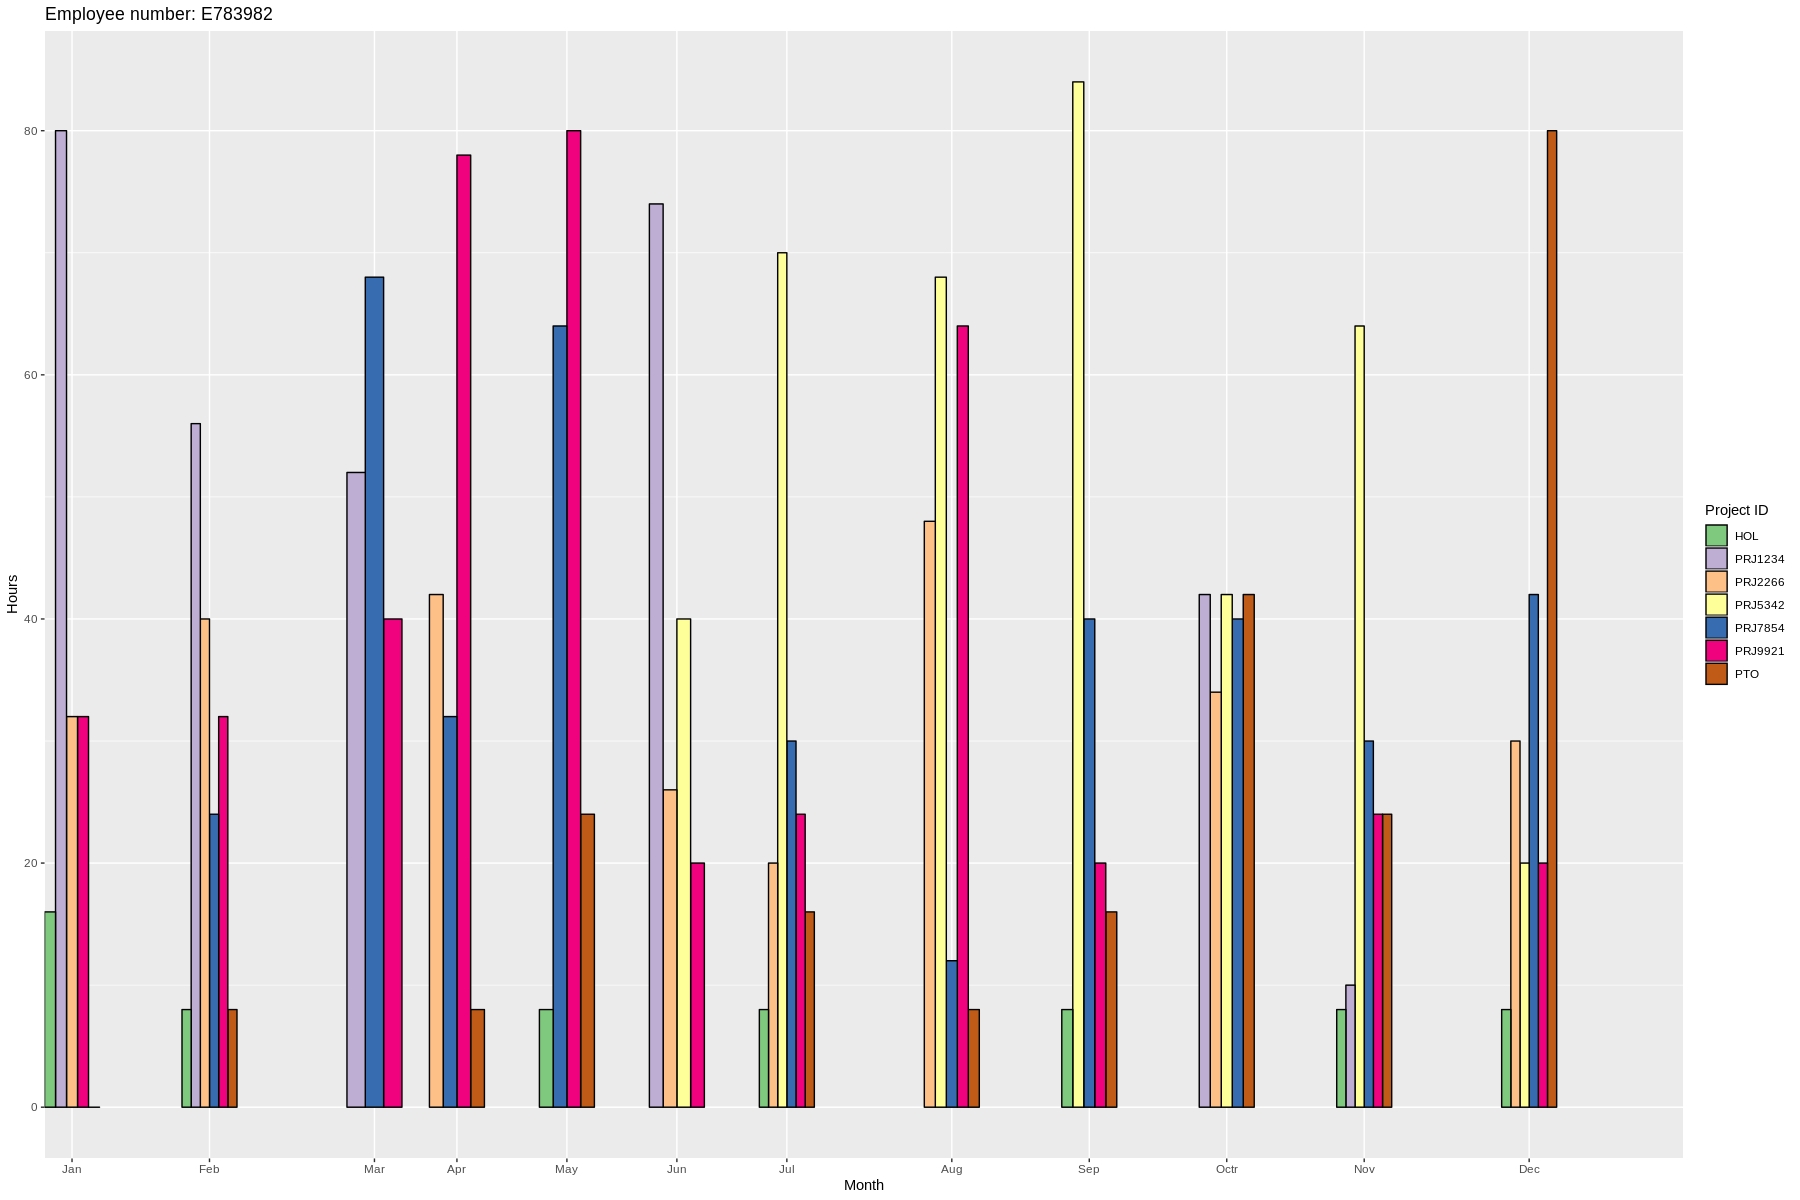 Employee number: E783982
80
60
40
20
0
Hours
Jan Feb Mar Apr May Jun Jul Aug Sep Octr Nov Dec
Month
Project ID
HOL
PRJ1234
PRJ2266
PRJ5342
PRJ7854
PRJ9921
PTO